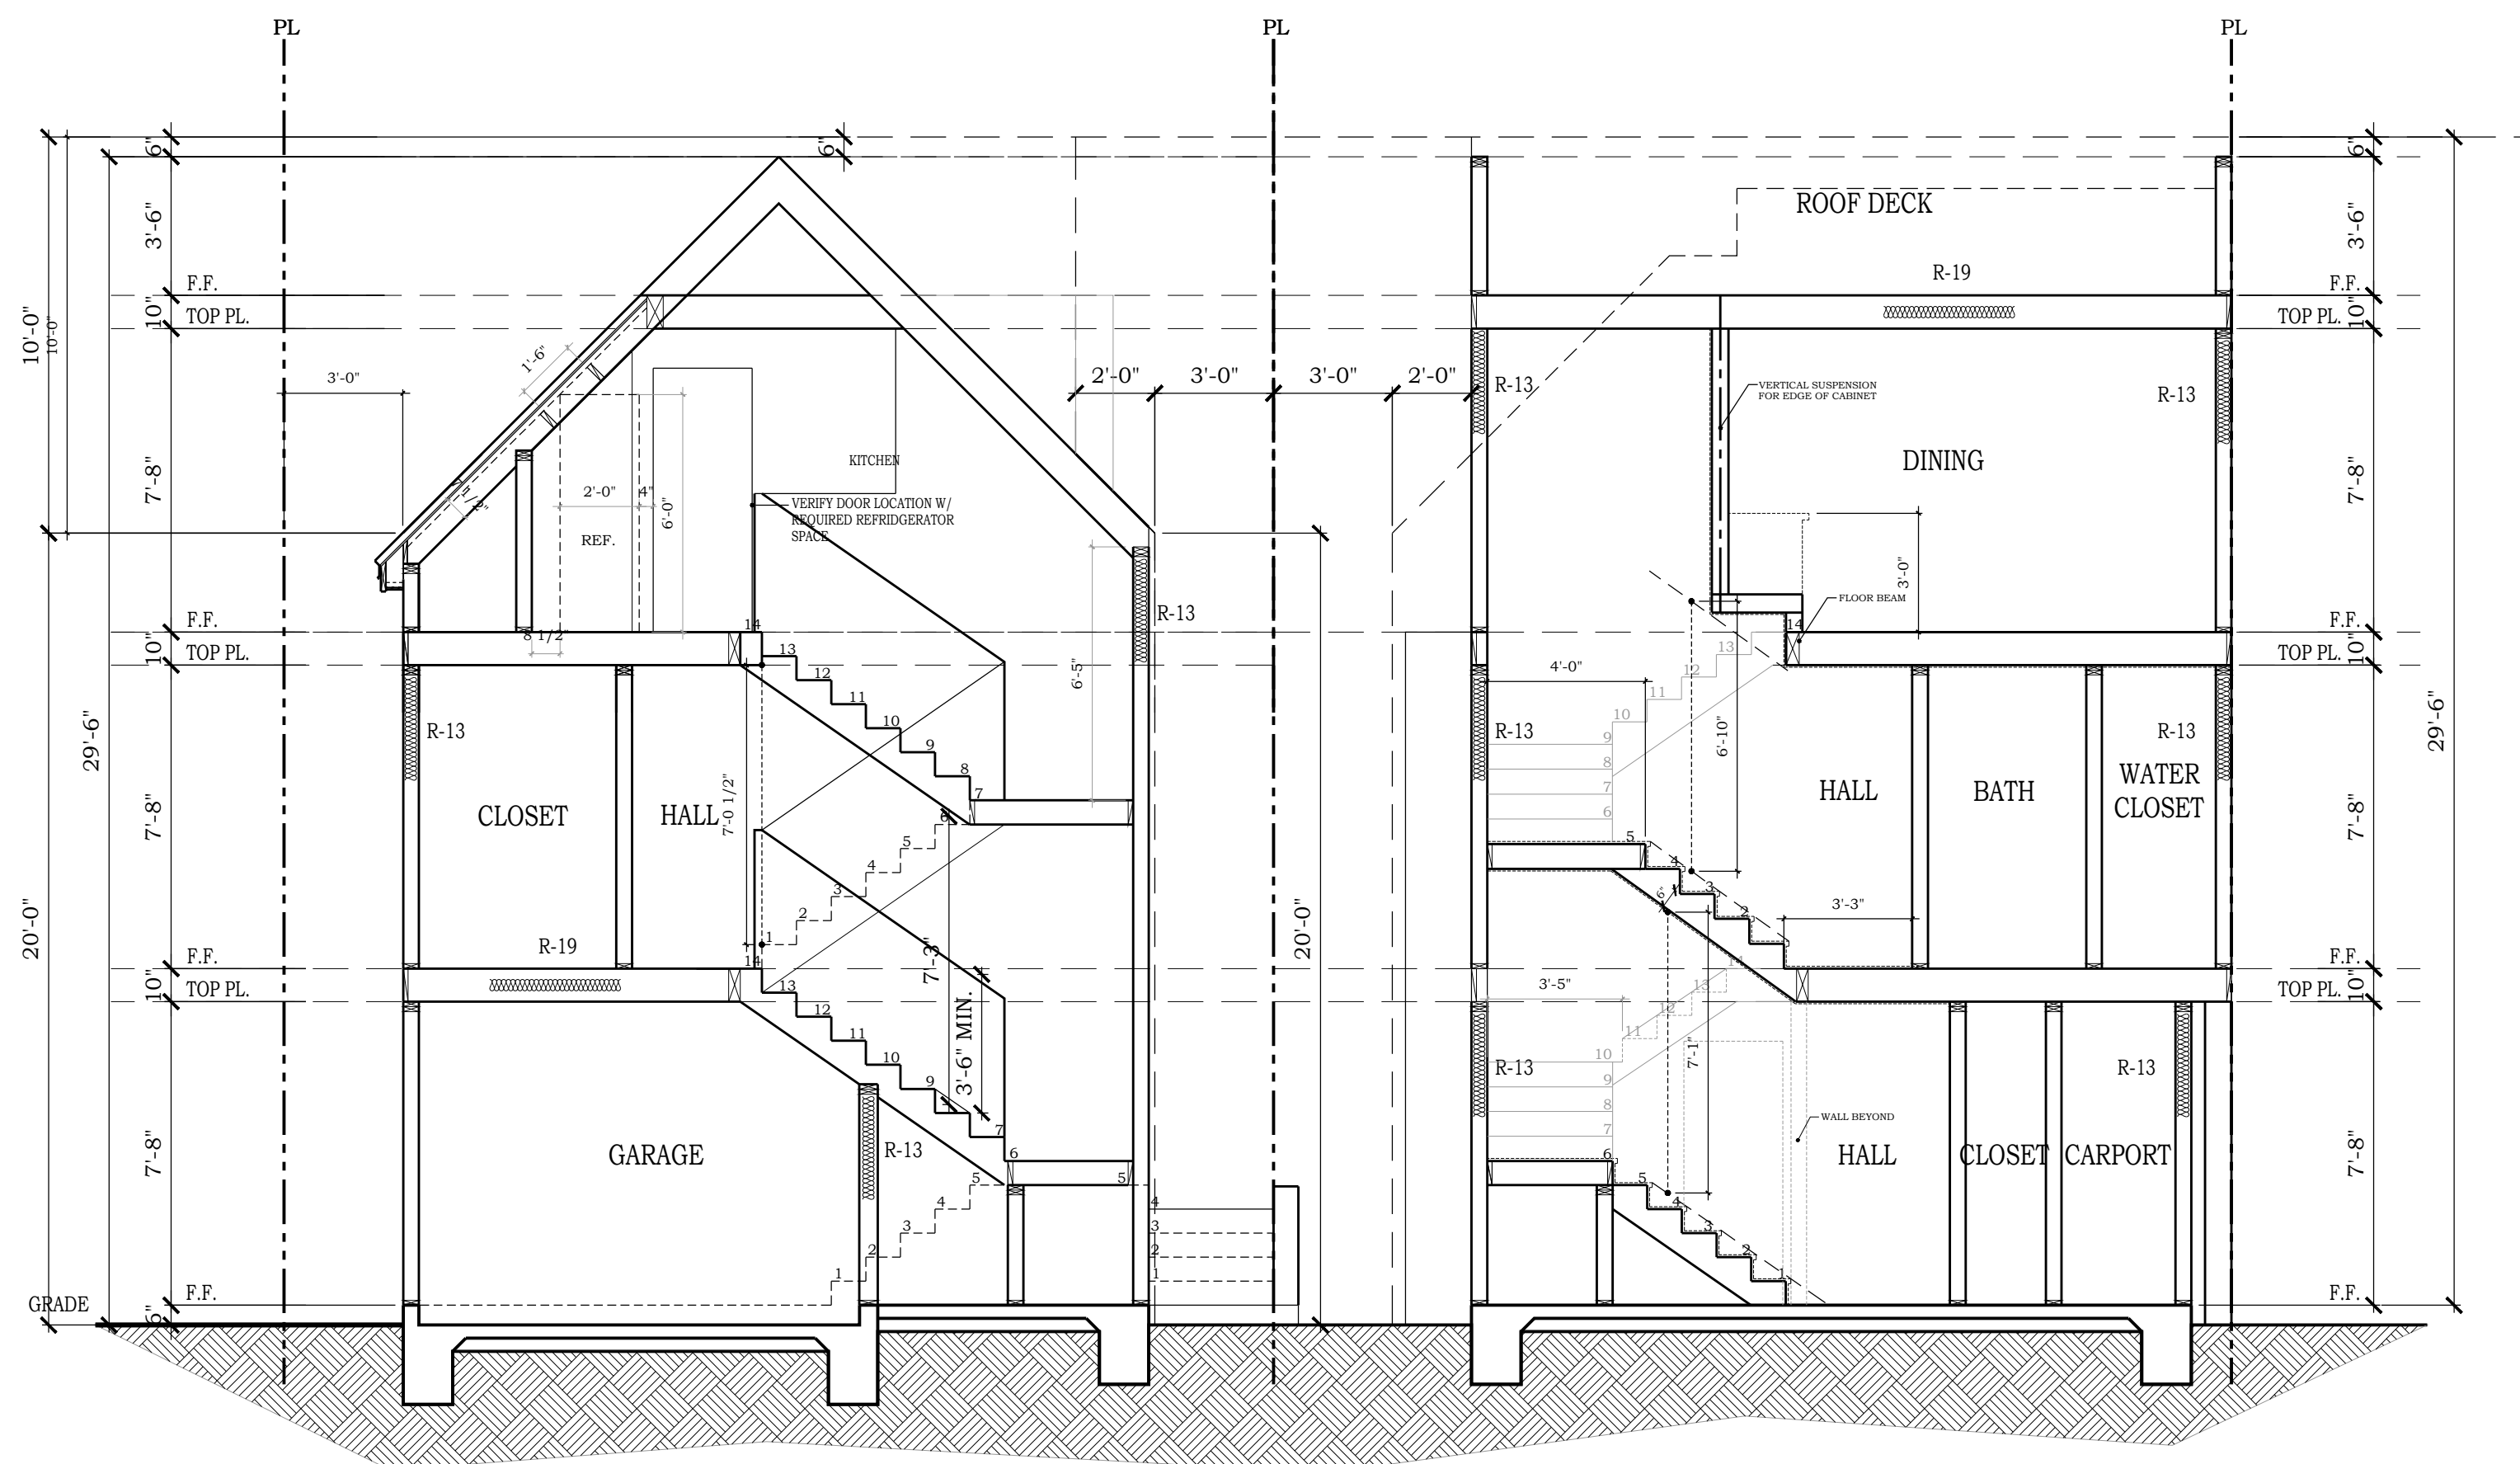 PL
PL
PL
6"
6"
6"
3'-6"
ROOF DECK
3'-6"
F.F.
R-19
F.F.
10"
TOP PL.
TOP PL.
10"
10'-0"
10'-0"
3'-0"
1'-6"
2'-0"
3'-0"
3'-0"
2'-0"
R-13
VERTICAL SUSPENSION
FOR EDGE OF CABINET
R-13
7'-8"
KITCHEN
DINING
7'-8"
2'-0"
4"
6'-0"
VERIFY DOOR LOCATION W/
REQUIRED REFRIDGERATOR
SPACE
REF.
3'-0"
FLOOR BEAM
R-13
F.F.
8 1/2"
14
14
F.F.
10"
TOP PL.
13
12
11
10
9
8
7
6'-5"
4'-0"
13
12
11
10
9
8
7
6
5
4
3
2
TOP PL.
10"
29'-6"
R-13
R-13
6'-10"
R-13
29'-6"
7'-8"
CLOSET
HALL
7'-0 1/2"
6
5
4
3
2
1
HALL
BATH
WATER
CLOSET
7'-8"
20'-0"
R-19
7'-3"
20'-0"
6"
3'-3"
F.F.
14
F.F.
10"
TOP PL.
13
12
11
10
9
7
6
5
3'-6" MIN.
3'-5"
14
13
12
11
10
9
8
7
6
5
4
3
2
1
TOP PL.
10"
R-13
7'-1"
R-13
WALL BEYOND
7'-8"
GARAGE
R-13
5
4
3
2
1
4
3
2
1
HALL
CLOSET
CARPORT
7'-8"
F.F.
F.F.
GRADE
6"